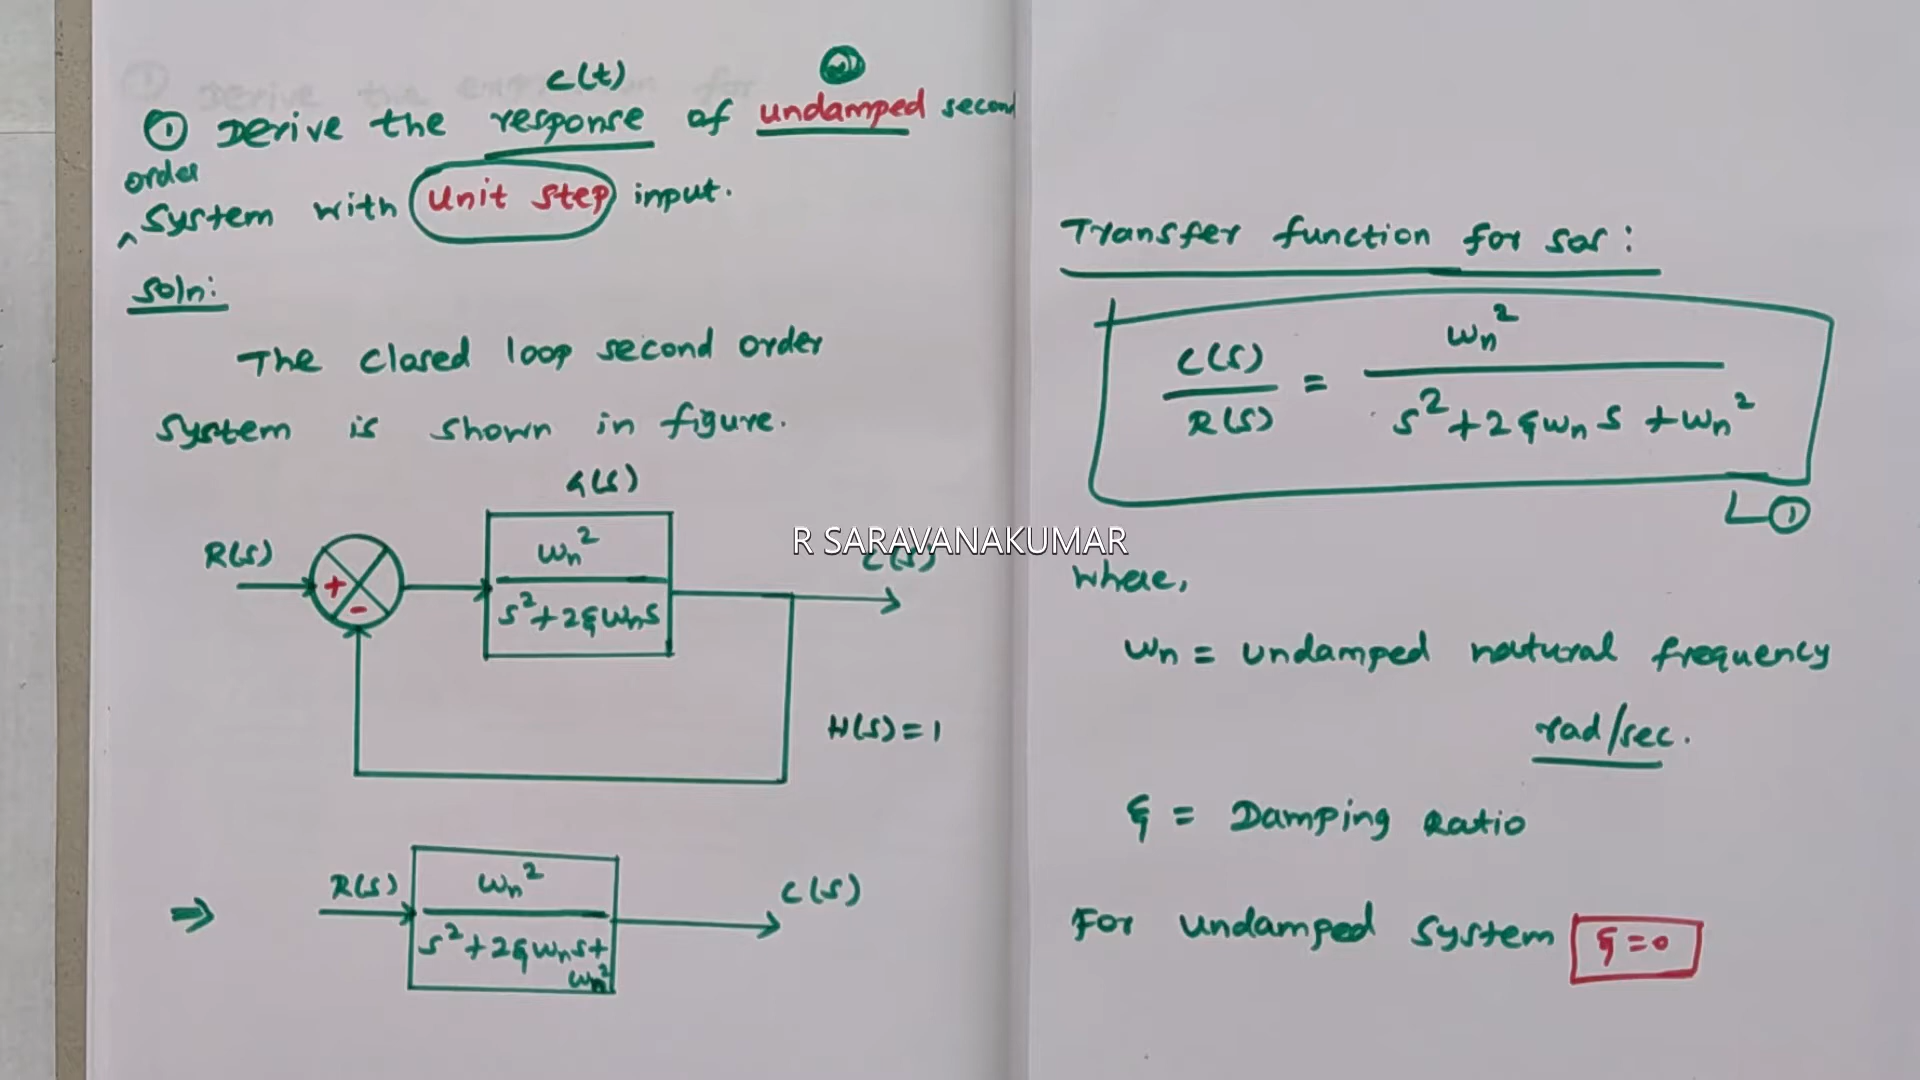 c(t)
① Derive the response of undamped second
order
^ system with unit step input.
Soln:
The closed loop second order
system is shown in figure.
G(s)
R(s)
ωn²
C(s)
+
s²+2ξωns
-
H(s)=1
⇒
R(s)
ωn²
C(s)
s²+2ξωns+
ωn²
R SARAVANAKUMAR
Transfer function for sos:
C(s)/R(s) = ωn²/(s²+2ξωn s +ωn²)
①
where,
ωn = undamped natural frequency
rad/sec.
ξ = Damping Ratio
For undamped system ξ=0